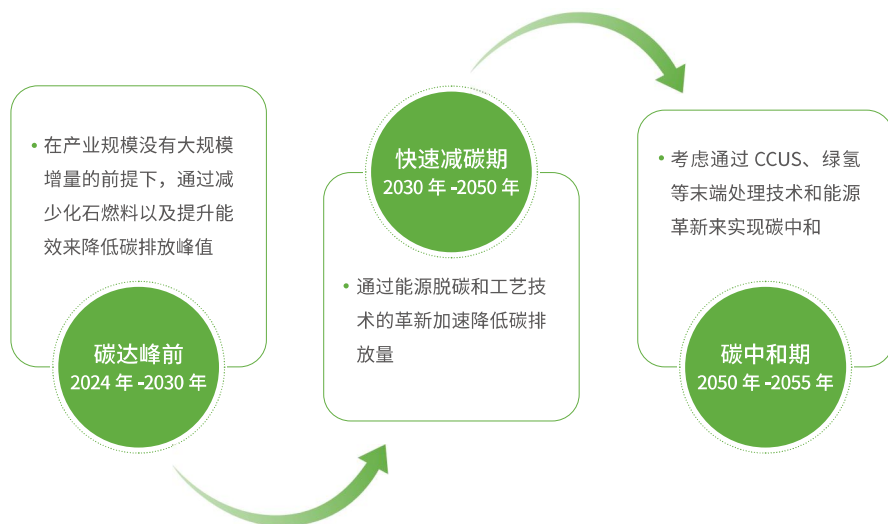 • 在产业规模没有大规模
增量的前提下，通过减
少化石燃料以及提升能
效来降低碳排放峰值
碳达峰前
2024 年 -2030 年
快速减碳期
2030 年 -2050 年
• 通过能源脱碳和工艺技
术的革新加速降低碳排
放量
• 考虑通过 CCUS、绿氢
等末端处理技术和能源
革新来实现碳中和
碳中和期
2050 年 -2055 年